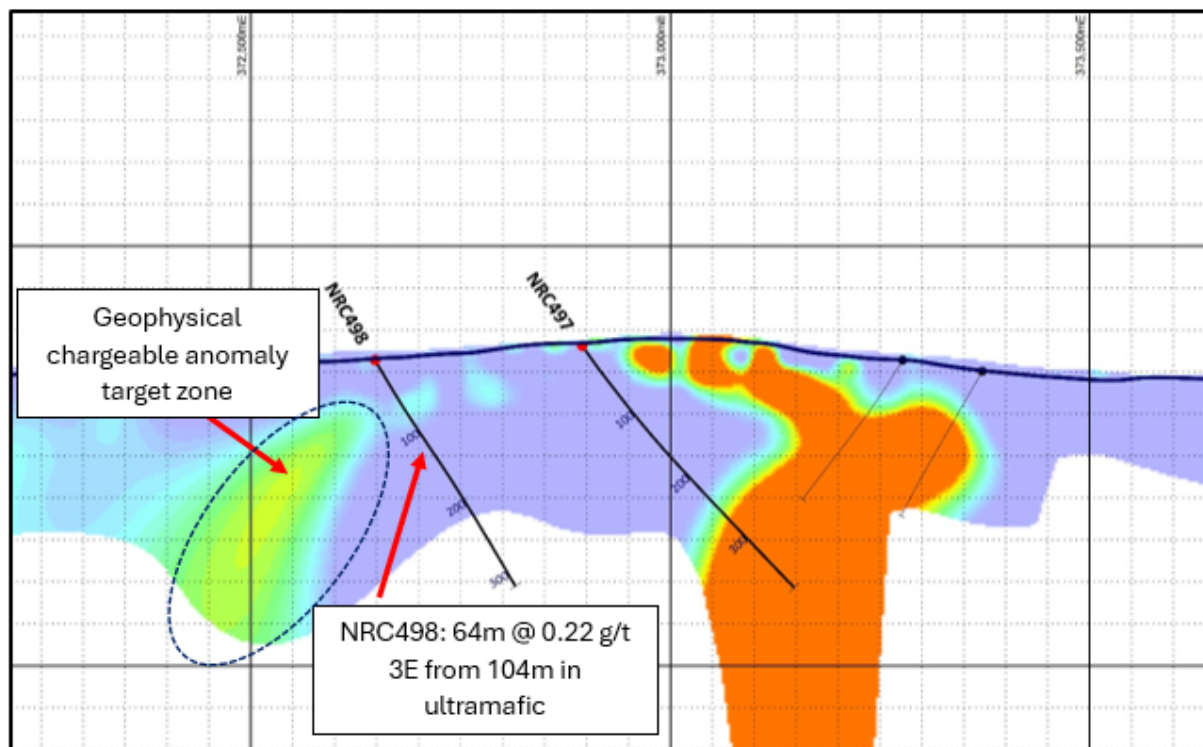 372,500mE
373,000mE
373,500mE
NRC498
NRC497
Geophysical
chargeable anomaly
target zone
100
200
300
100
200
300
NRC498: 64m @ 0.22 g/t
3E from 104m in
ultramafic